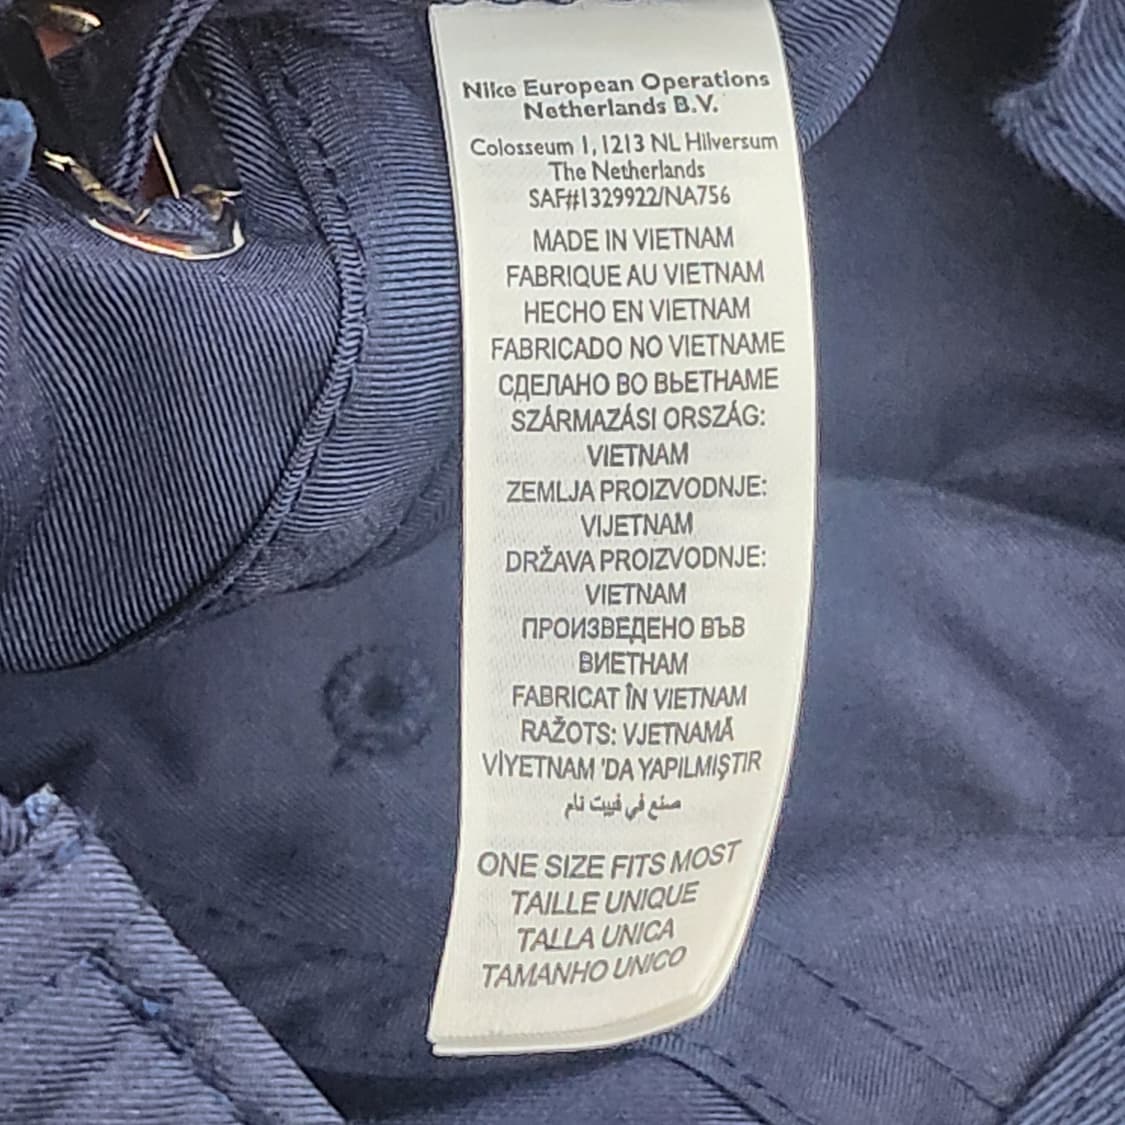 Nike European Operations
Netherlands B.V.
Colosseum 1, 1213 NL Hilversum
The Netherlands
SAF#1329922/NA756
MADE IN VIETNAM
FABRIQUE AU VIETNAM
HECHO EN VIETNAM
FABRICADO NO VIETNAME
СДЕЛАНО ВО ВЬЕТНАМЕ
SZÁRMAZÁSI ORSZÁG:
VIETNAM
ZEMLJA PROIZVODNJE:
VIJETNAM
DRŽAVA PROIZVODNJE:
VIETNAM
ПРОИЗВЕДЕНО ВЪВ
ВИЕТНАМ
FABRICAT ÎN VIETNAM
RAŽOTS: VJETNAMĀ
VİYETNAM 'DA YAPILMIŞTIR
صنع في فييت نام
ONE SIZE FITS MOST
TAILLE UNIQUE
TALLA UNICA
TAMANHO UNICO